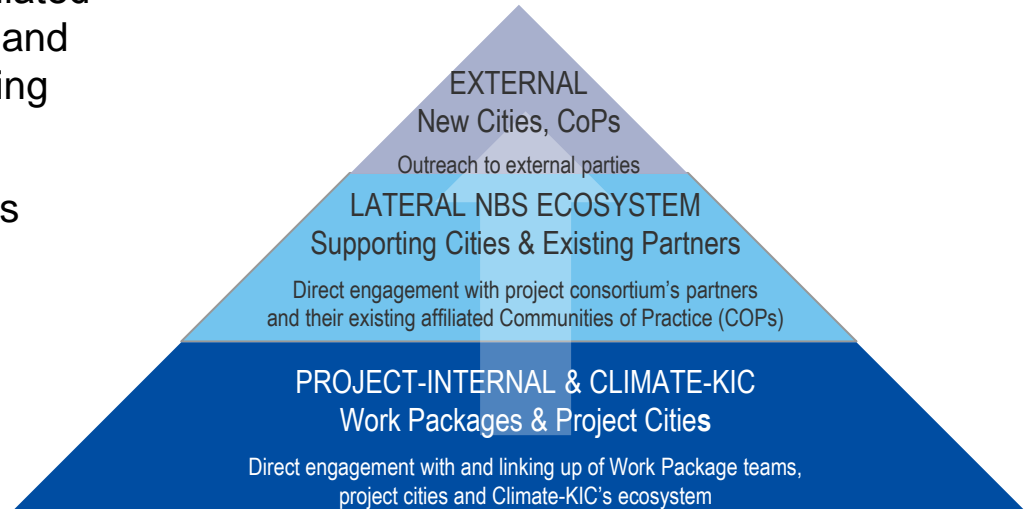 and
EXTERNAL
New Cities, CoPs
Outreach to external parties
LATERAL NBS ECOSYSTEM
Supporting Cities & Existing Partners
Direct engagement with project consortium's partners
and their existing affiliated Communities of Practice (COPs)
PROJECT-INTERNAL & CLIMATE-KIC
Work Packages & Project Cities
Direct engagement with and linking up of Work Package teams,
project cities and Climate-KIC's ecosystem